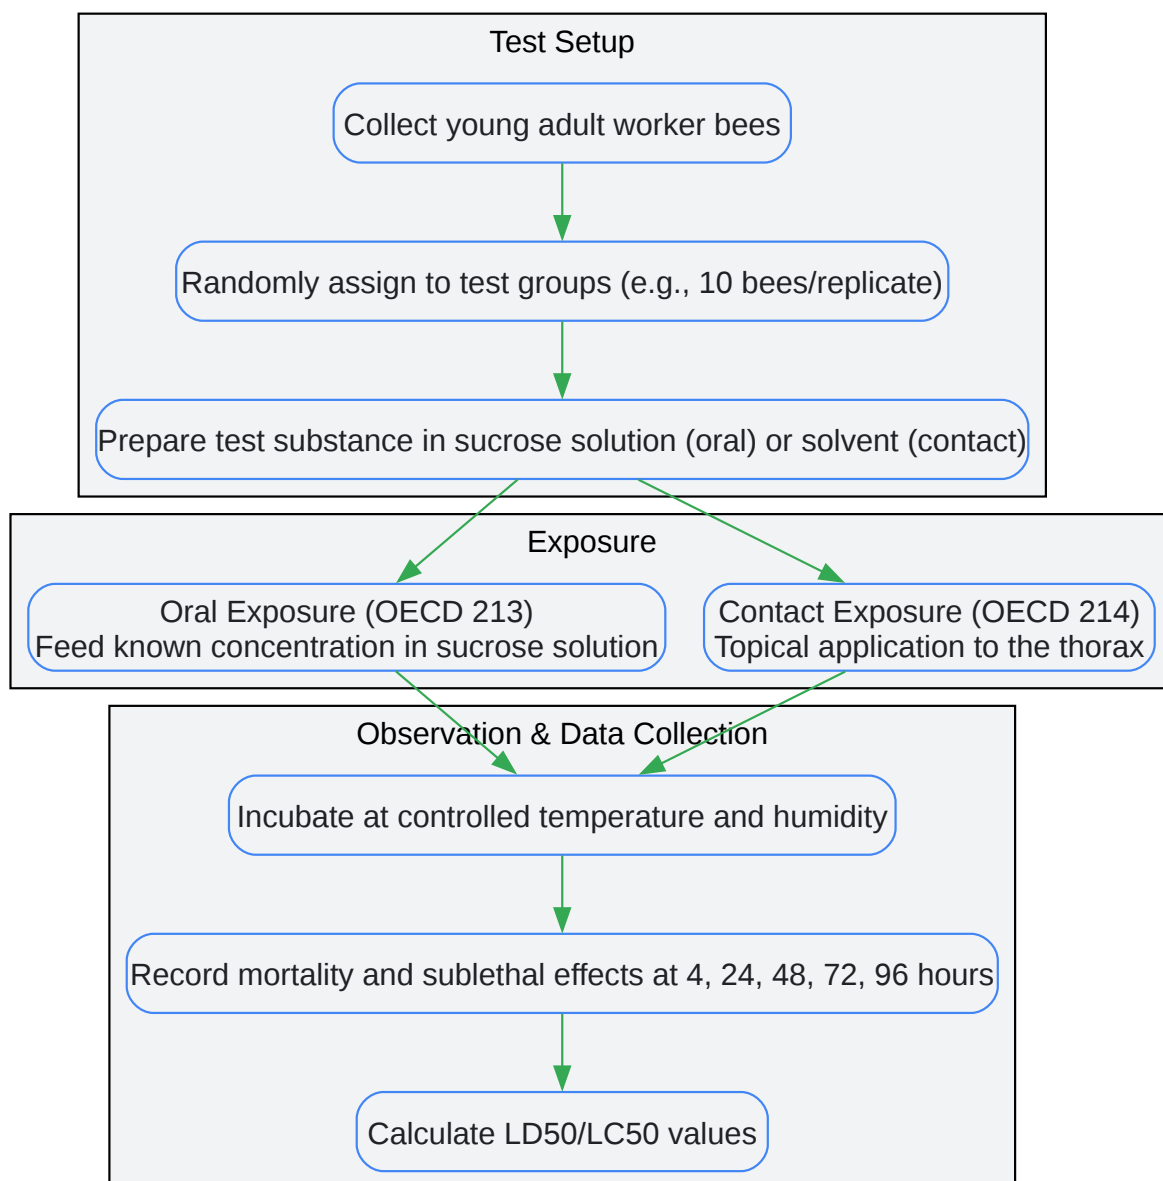 Test Setup
Collect young adult worker bees
Randomly assign to test groups (e.g., 10 bees/replicate)
Prepare test substance in sucrose solution (oral) or solvent (contact)
Exposure
Oral Exposure (OECD 213)
Feed known concentration in sucrose solution
Contact Exposure (OECD 214)
Topical application to the thorax
Observation & Data Collection
Incubate at controlled temperature and humidity
Record mortality and sublethal effects at 4, 24, 48, 72, 96 hours
Calculate LD50/LC50 values